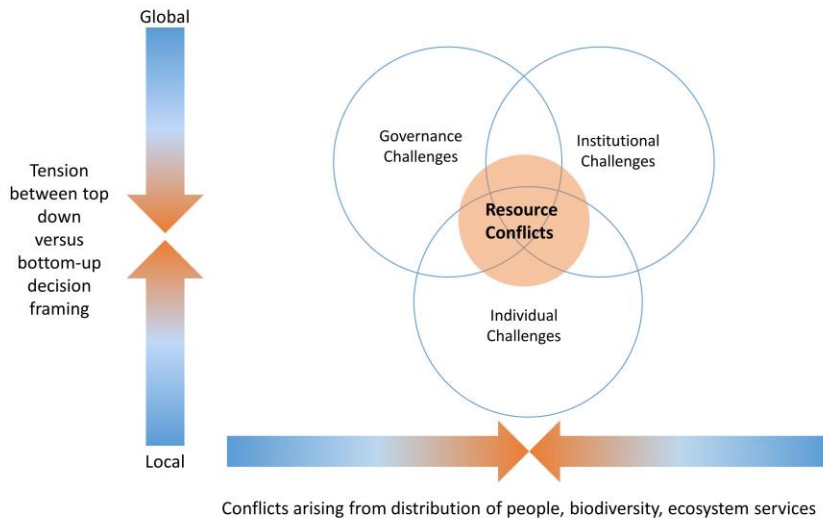 Global
Tension
between top
down
versus
bottom-up
decision
framing
Local
Governance
Challenges
Institutional
Challenges
Resource
Conflicts
Individual
Challenges
Conflicts arising from distribution of people, biodiversity, ecosystem services